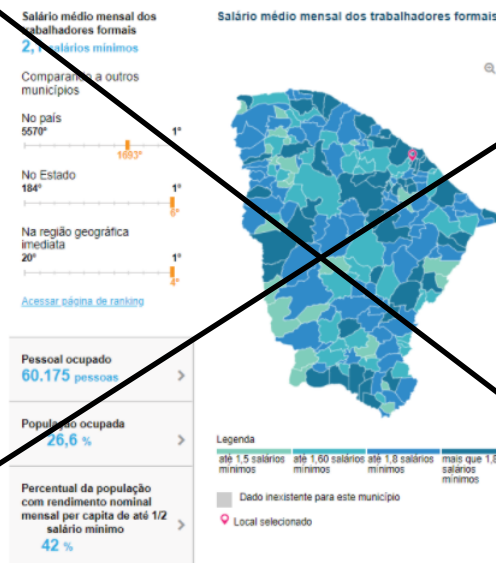 Salário médio mensal dos
trabalhadores formais
salários mínimos
Comparando a outros
municípios
No país
5570º 1º
1693º
No Estado
184º 1º
6º
Na região geográfica
imediata
20º 1º
4º
Acessar página de ranking
Pessoal ocupado
60.175 pessoas
População ocupada
26,6 %
Percentual da população
com rendimento nominal
mensal per capita de até 1/2
salário mínimo
42 %
Salário médio mensal dos trabalhadores formais
Legenda
até 1,5 salários mínimos
até 1,60 salários mínimos
até 1,8 salários mínimos
mais que 1,8 salários mínimos
Dado inexistente para este município
Local selecionado